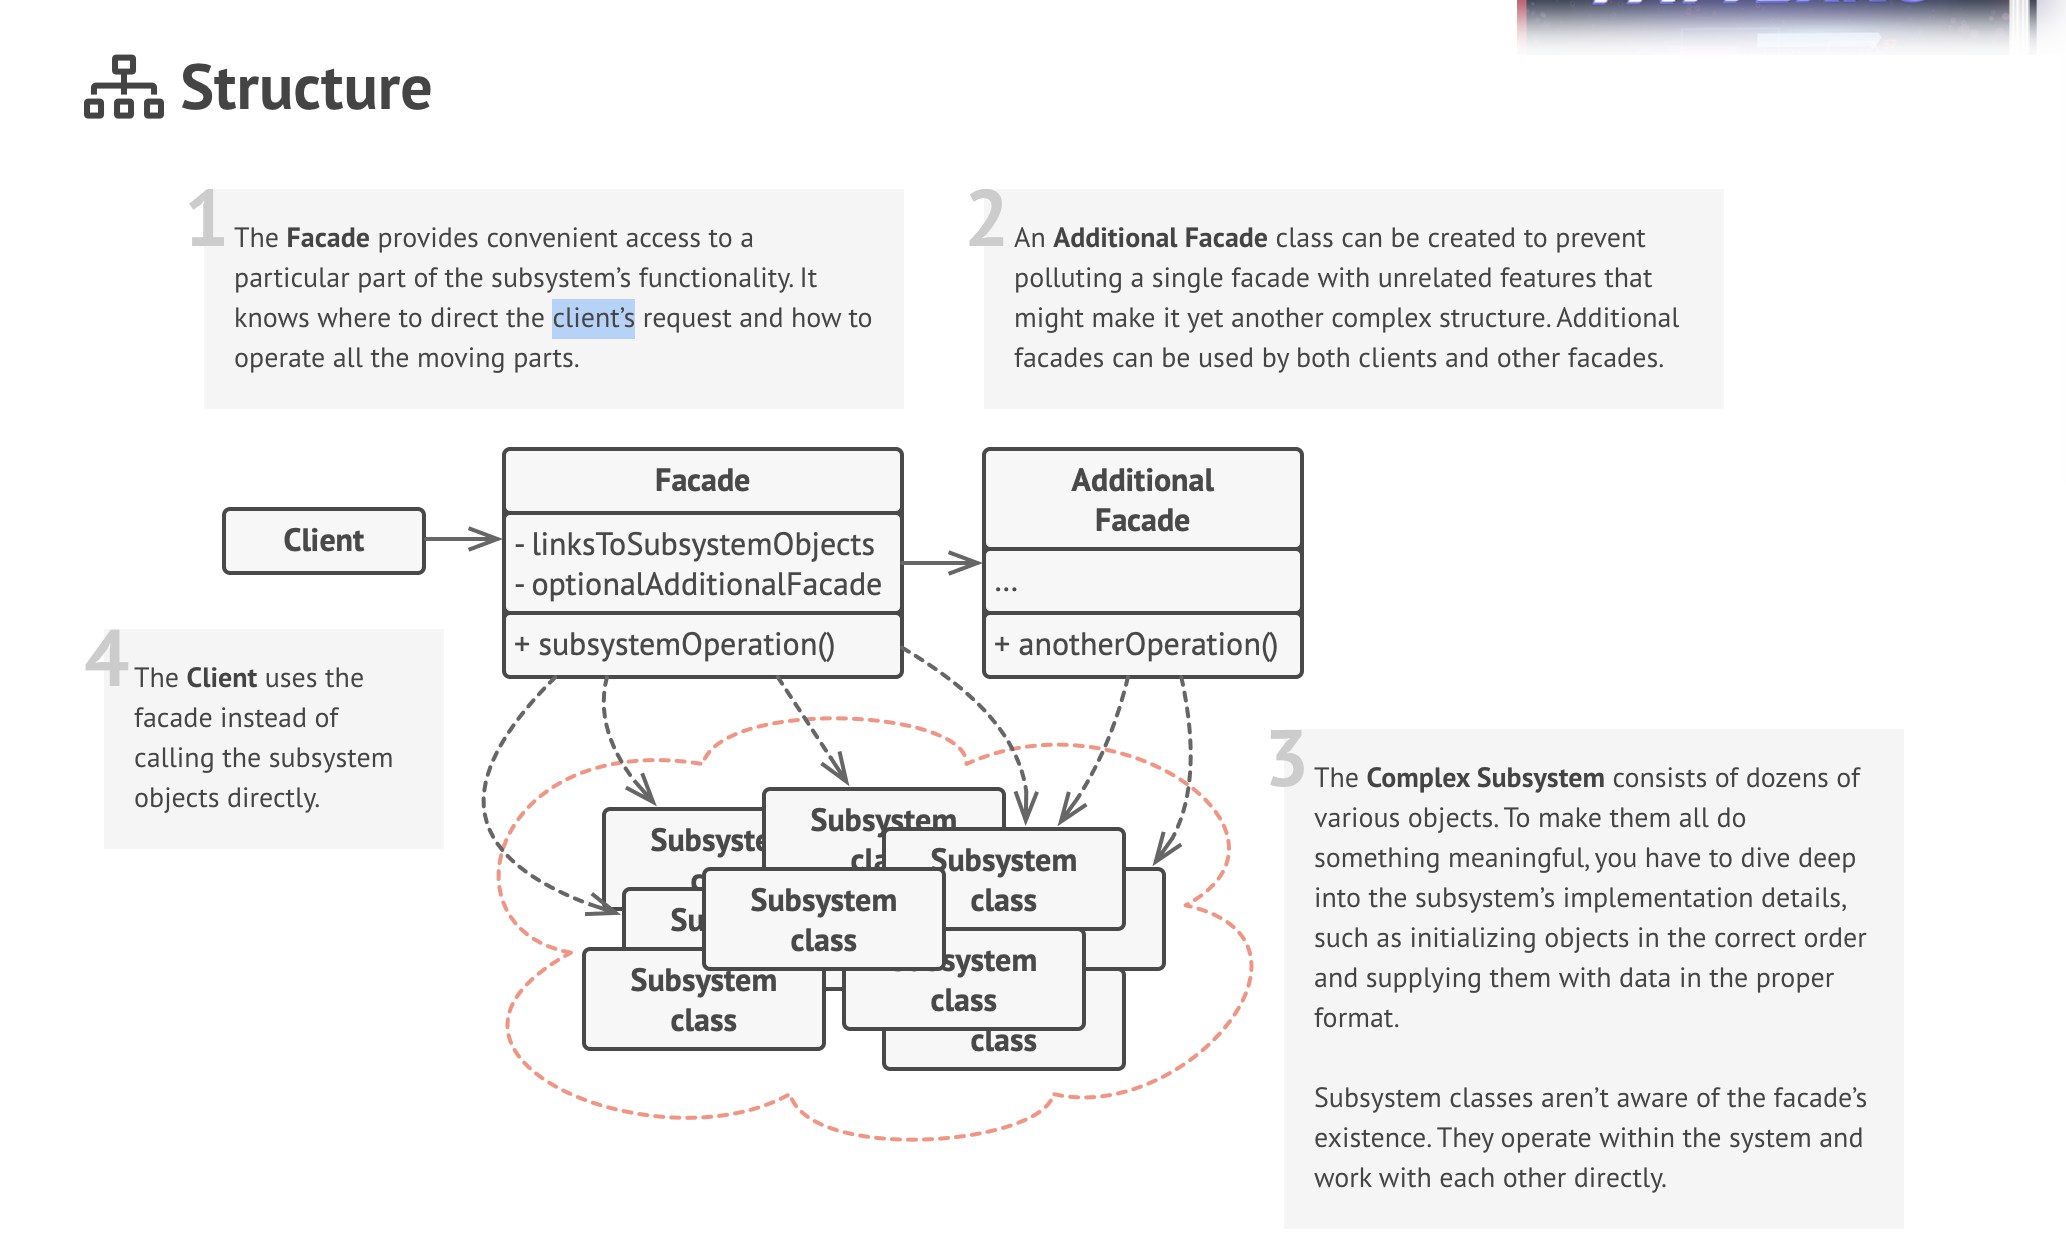 Structure
1
The Facade provides convenient access to a
particular part of the subsystem’s functionality. It
knows where to direct the client’s request and how to
operate all the moving parts.
2
An Additional Facade class can be created to prevent
polluting a single facade with unrelated features that
might make it yet another complex structure. Additional
facades can be used by both clients and other facades.
Client
Facade
- linksToSubsystemObjects
- optionalAdditionalFacade
+ subsystemOperation()
Additional
Facade
...
+ anotherOperation()
4
The Client uses the
facade instead of
calling the subsystem
objects directly.
3
The Complex Subsystem consists of dozens of
various objects. To make them all do
something meaningful, you have to dive deep
into the subsystem’s implementation details,
such as initializing objects in the correct order
and supplying them with data in the proper
format.
Subsystem classes aren’t aware of the facade’s
existence. They operate within the system and
work with each other directly.
Subsystem
Subsystem
class
Subsystem
class
Subsystem
class
class
class